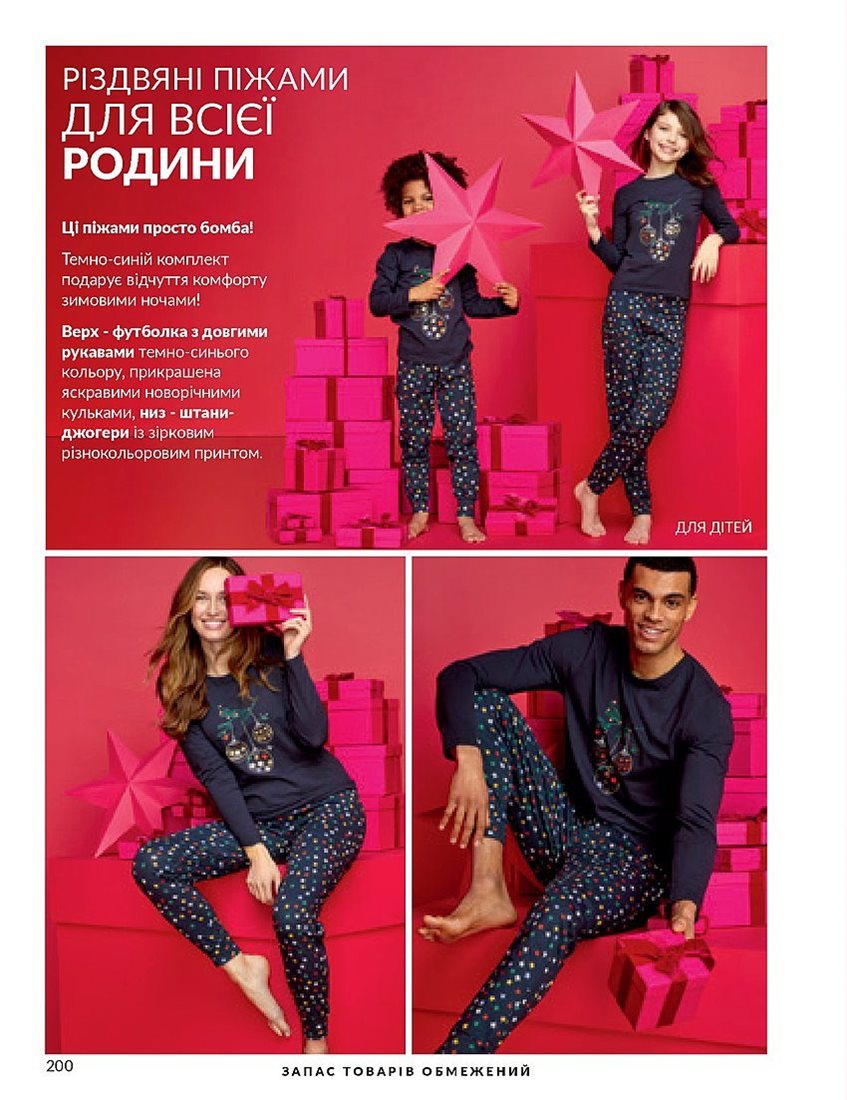 РІЗДВЯНІ ПІЖАМИ
ДЛЯ ВСІЄЇ
РОДИНИ
Ці піжами просто бомба!
Темно-синій комплект
подарує відчуття комфорту
зимовими ночами!
Верх - футболка з довгими
рукавами темно-синього
кольору, прикрашена
яскравими новорічними
кульками, низ - штани-
джогери із зірковим
різнокольоровим принтом.
ДЛЯ ДІТЕЙ
200
ЗАПАС ТОВАРІВ ОБМЕЖЕНИЙ